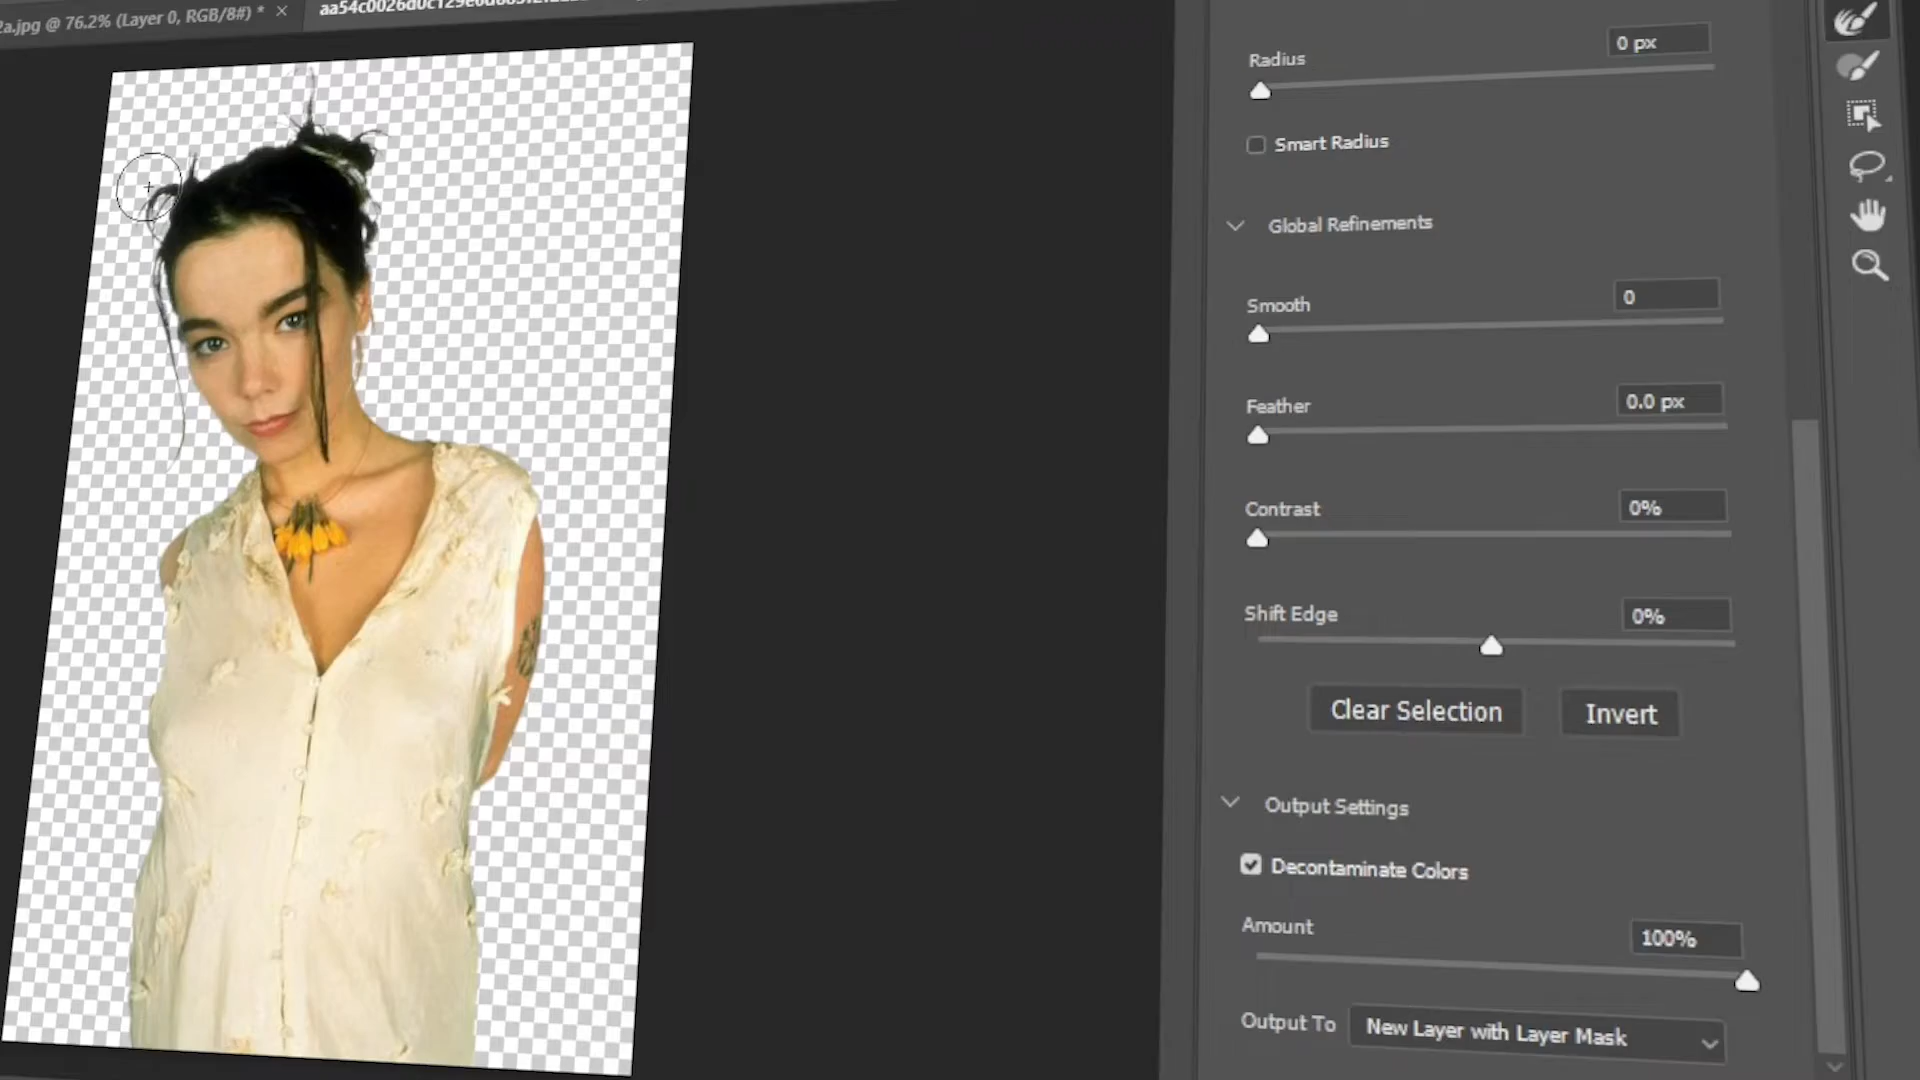 2a.jpg @ 76.2% (Layer 0, RGB/8#) *
Radius
0 px
Smart Radius
Global Refinements
Smooth
0
Feather
0.0 px
Contrast
0%
Shift Edge
0%
Clear Selection
Invert
Output Settings
Decontaminate Colors
Amount
100%
Output To
New Layer with Layer Mask